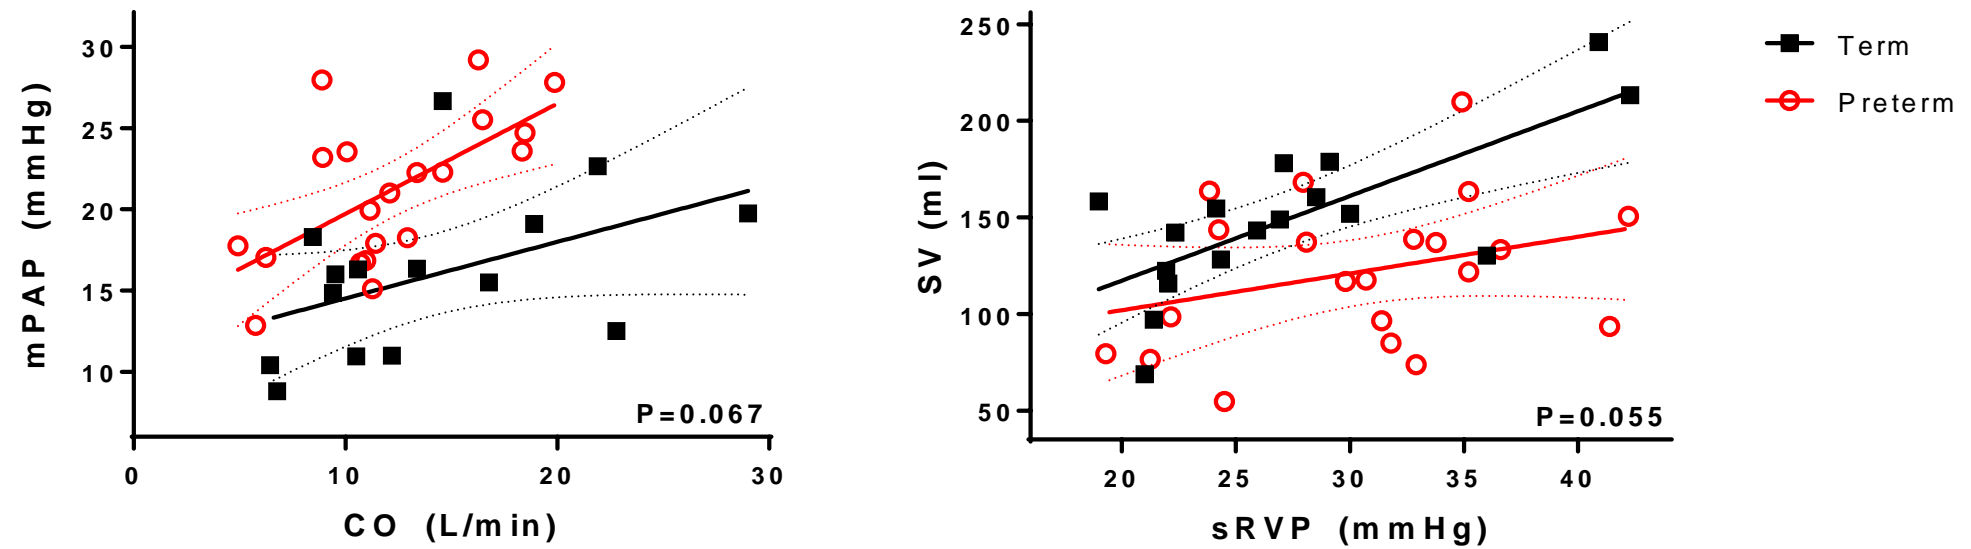 30
25
20
15
10
mPAP (mmHg)
P=0.067
0 10 20 30
CO (L/min)
250
200
150
100
50
SV (ml)
P=0.055
20 25 30 35 40
sRVP (mmHg)
Term
Preterm